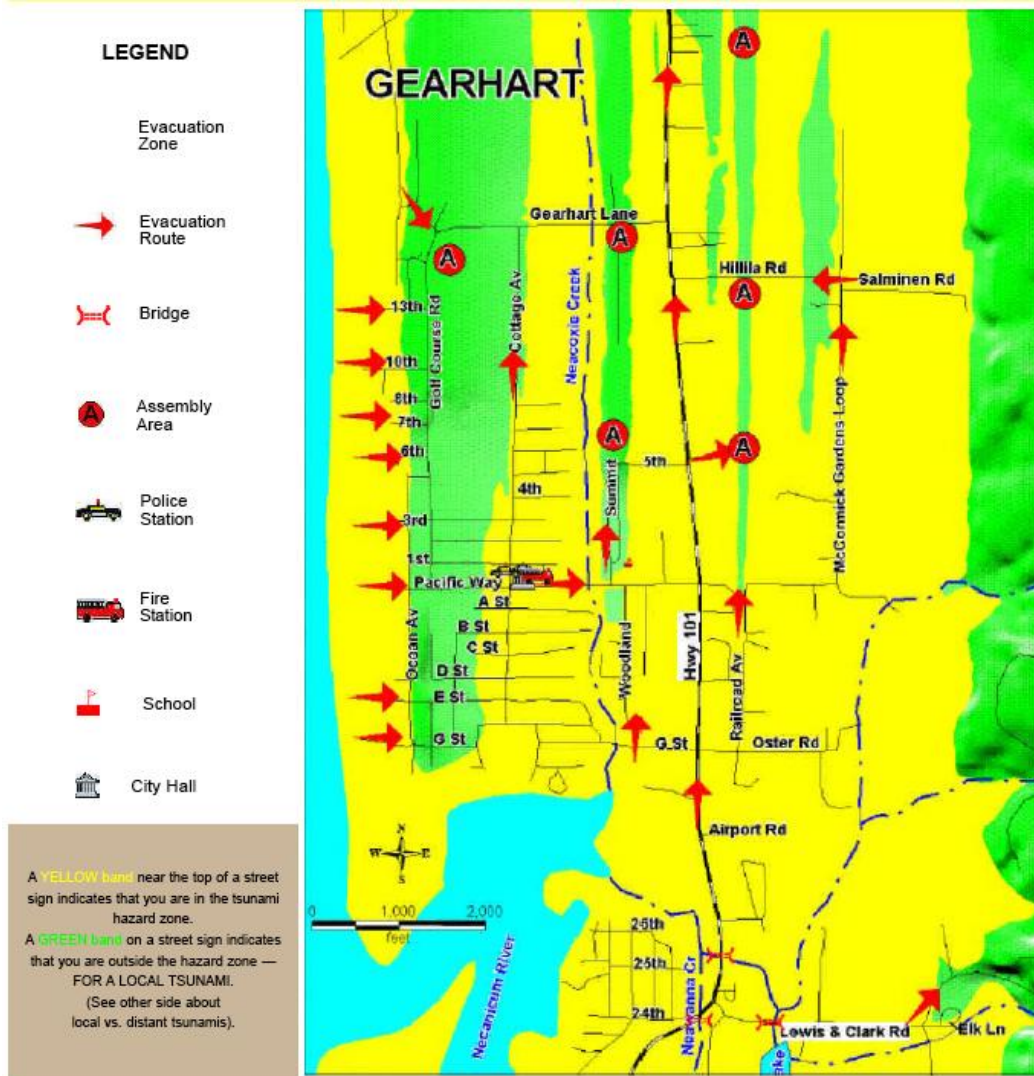 LEGEND
Evacuation
Zone
Evacuation
Route
Bridge
A
Assembly
Area
Police
Station
Fire
Station
School
City Hall
A YELLOW band near the top of a street
sign indicates that you are in the tsunami
hazard zone.
A GREEN band on a street sign indicates
that you are outside the hazard zone —
FOR A LOCAL TSUNAMI.
(See other side about
local vs. distant tsunamis).
A
GEARHART
Gearhart Lane
A
A
Hillila Rd
Salminen Rd
A
13th
Golf Course Rd
Cottage Av
Neacoxie Creek
10th
8th
7th
6th
A
A
5th
4th
Summit
McCormick Gardens Loop
3rd
1st
Pacific Way
A St
B St
C St
D St
E St
G St
Ocean Av
Woodland
Hwy 101
Railroad Av
G St
Oster Rd
Airport Rd
N
W E
S
0 1,000 2,000
feet
26th
25th
24th
Necanicum River
Neawanna Cr
Lewis & Clark Rd
Elk Ln